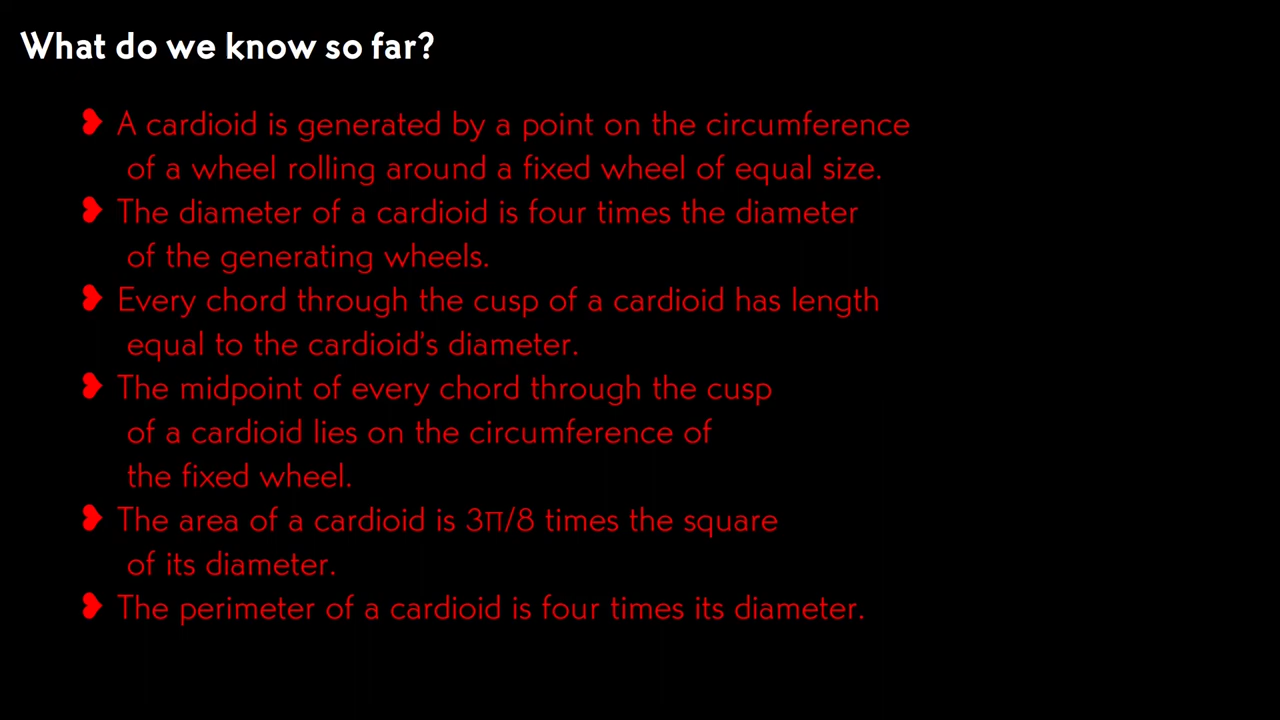 What do we know so far?
❥ A cardioid is generated by a point on the circumference
of a wheel rolling around a fixed wheel of equal size.
❥ The diameter of a cardioid is four times the diameter
of the generating wheels.
❥ Every chord through the cusp of a cardioid has length
equal to the cardioid's diameter.
❥ The midpoint of every chord through the cusp
of a cardioid lies on the circumference of
the fixed wheel.
❥ The area of a cardioid is 3π/8 times the square
of its diameter.
❥ The perimeter of a cardioid is four times its diameter.